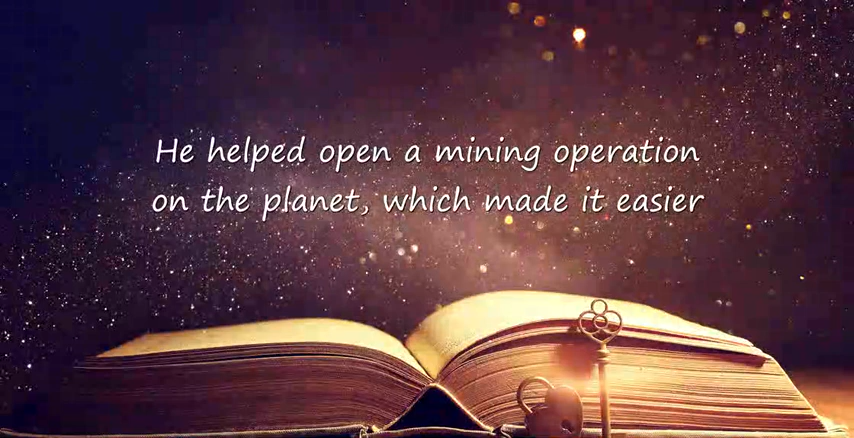 He helped open a mining operation
on the planet, which made it easier